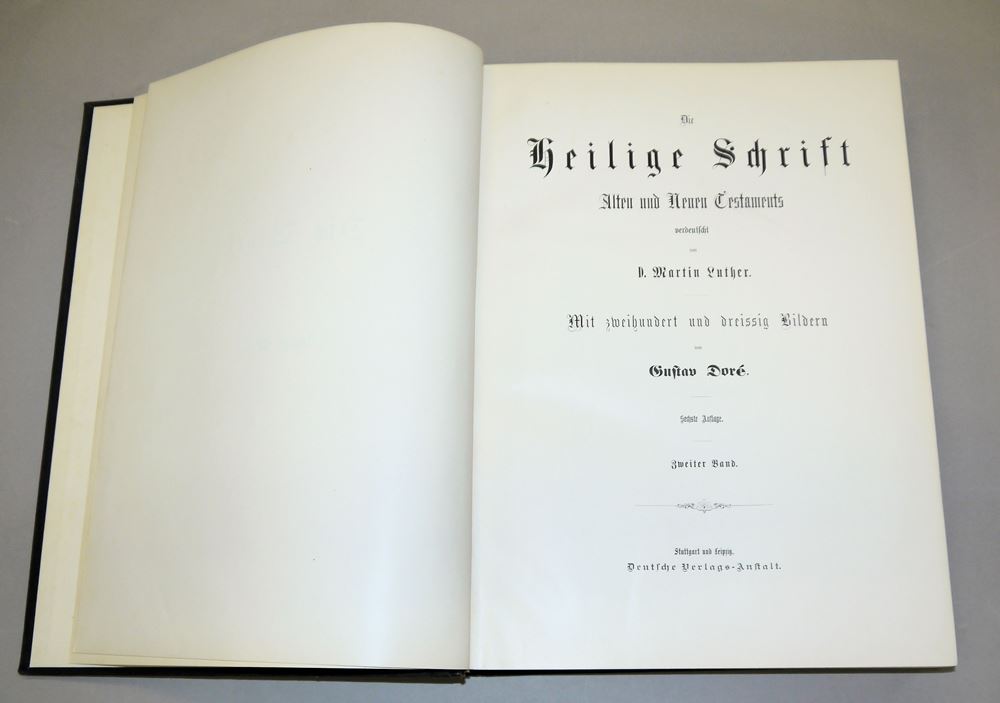 Die
Heilige Schrift
Alten und Neuen Testaments
verdeutscht
von
D. Martin Luther.
Mit zweihundert und dreissig Bildern
von
Gustav Doré.
Sechste Auflage.
Zweiter Band.
Stuttgart und Leipzig.
Deutsche Verlags-Anstalt.